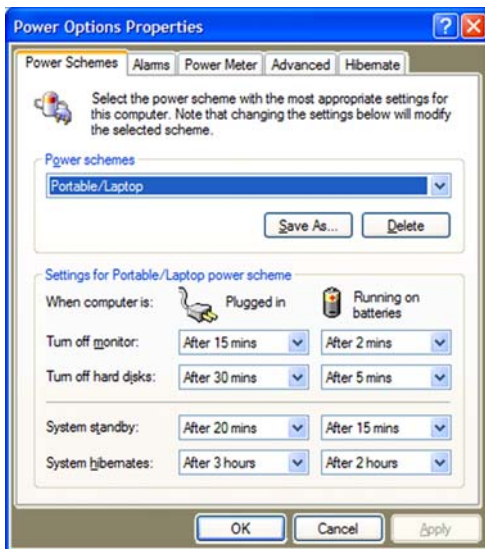 Power Options Properties
Power Schemes Alarms Power Meter Advanced Hibernate
Select the power scheme with the most appropriate settings for
this computer. Note that changing the settings below will modify
the selected scheme.
Power schemes
Portable/Laptop
Save As... Delete
Settings for Portable/Laptop power scheme
When computer is: Plugged in Running on
batteries
Turn off monitor: After 15 mins After 2 mins
Turn off hard disks: After 30 mins After 5 mins
System standby: After 20 mins After 15 mins
System hibernates: After 3 hours After 2 hours
OK Cancel Apply